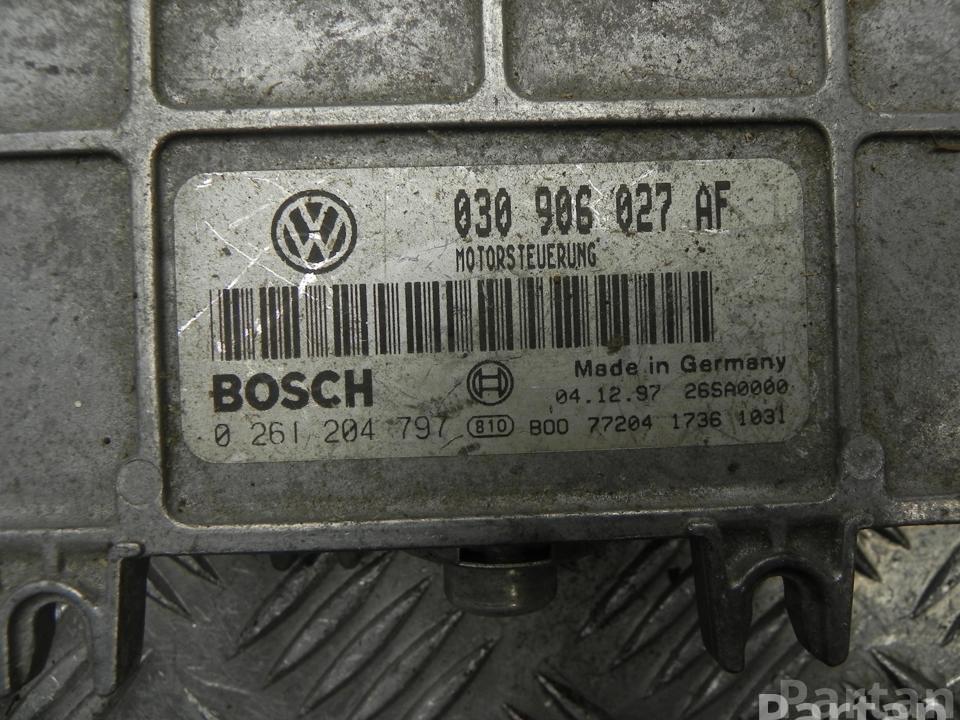 030 906 027 AF
MOTORSTEUERUNG
Made in Germany
BOSCH
04.12.97 26SA0000
0 261 204 797 810 B00 77204 1736 1031
Partan
Partan